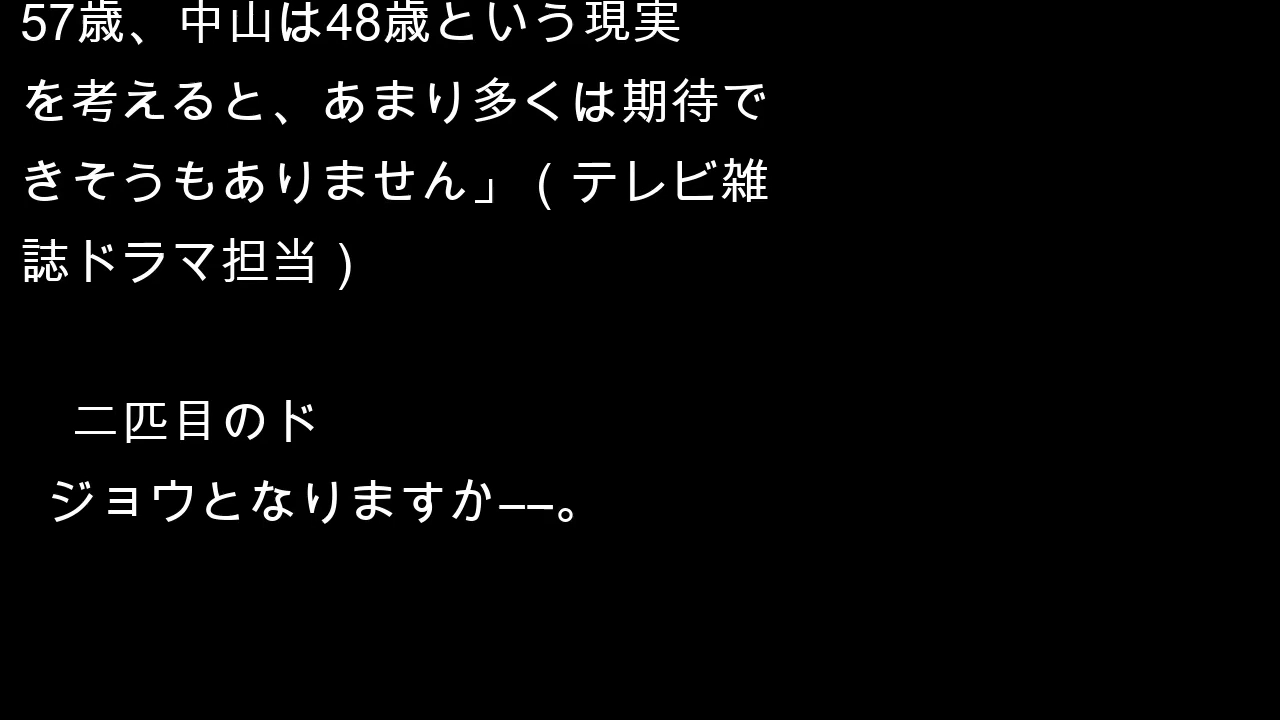 57歳、中山は48歳という現実
を考えると、あまり多くは期待で
きそうもありません」（テレビ雑
誌ドラマ担当）
二匹目のド
ジョウとなりますか――。